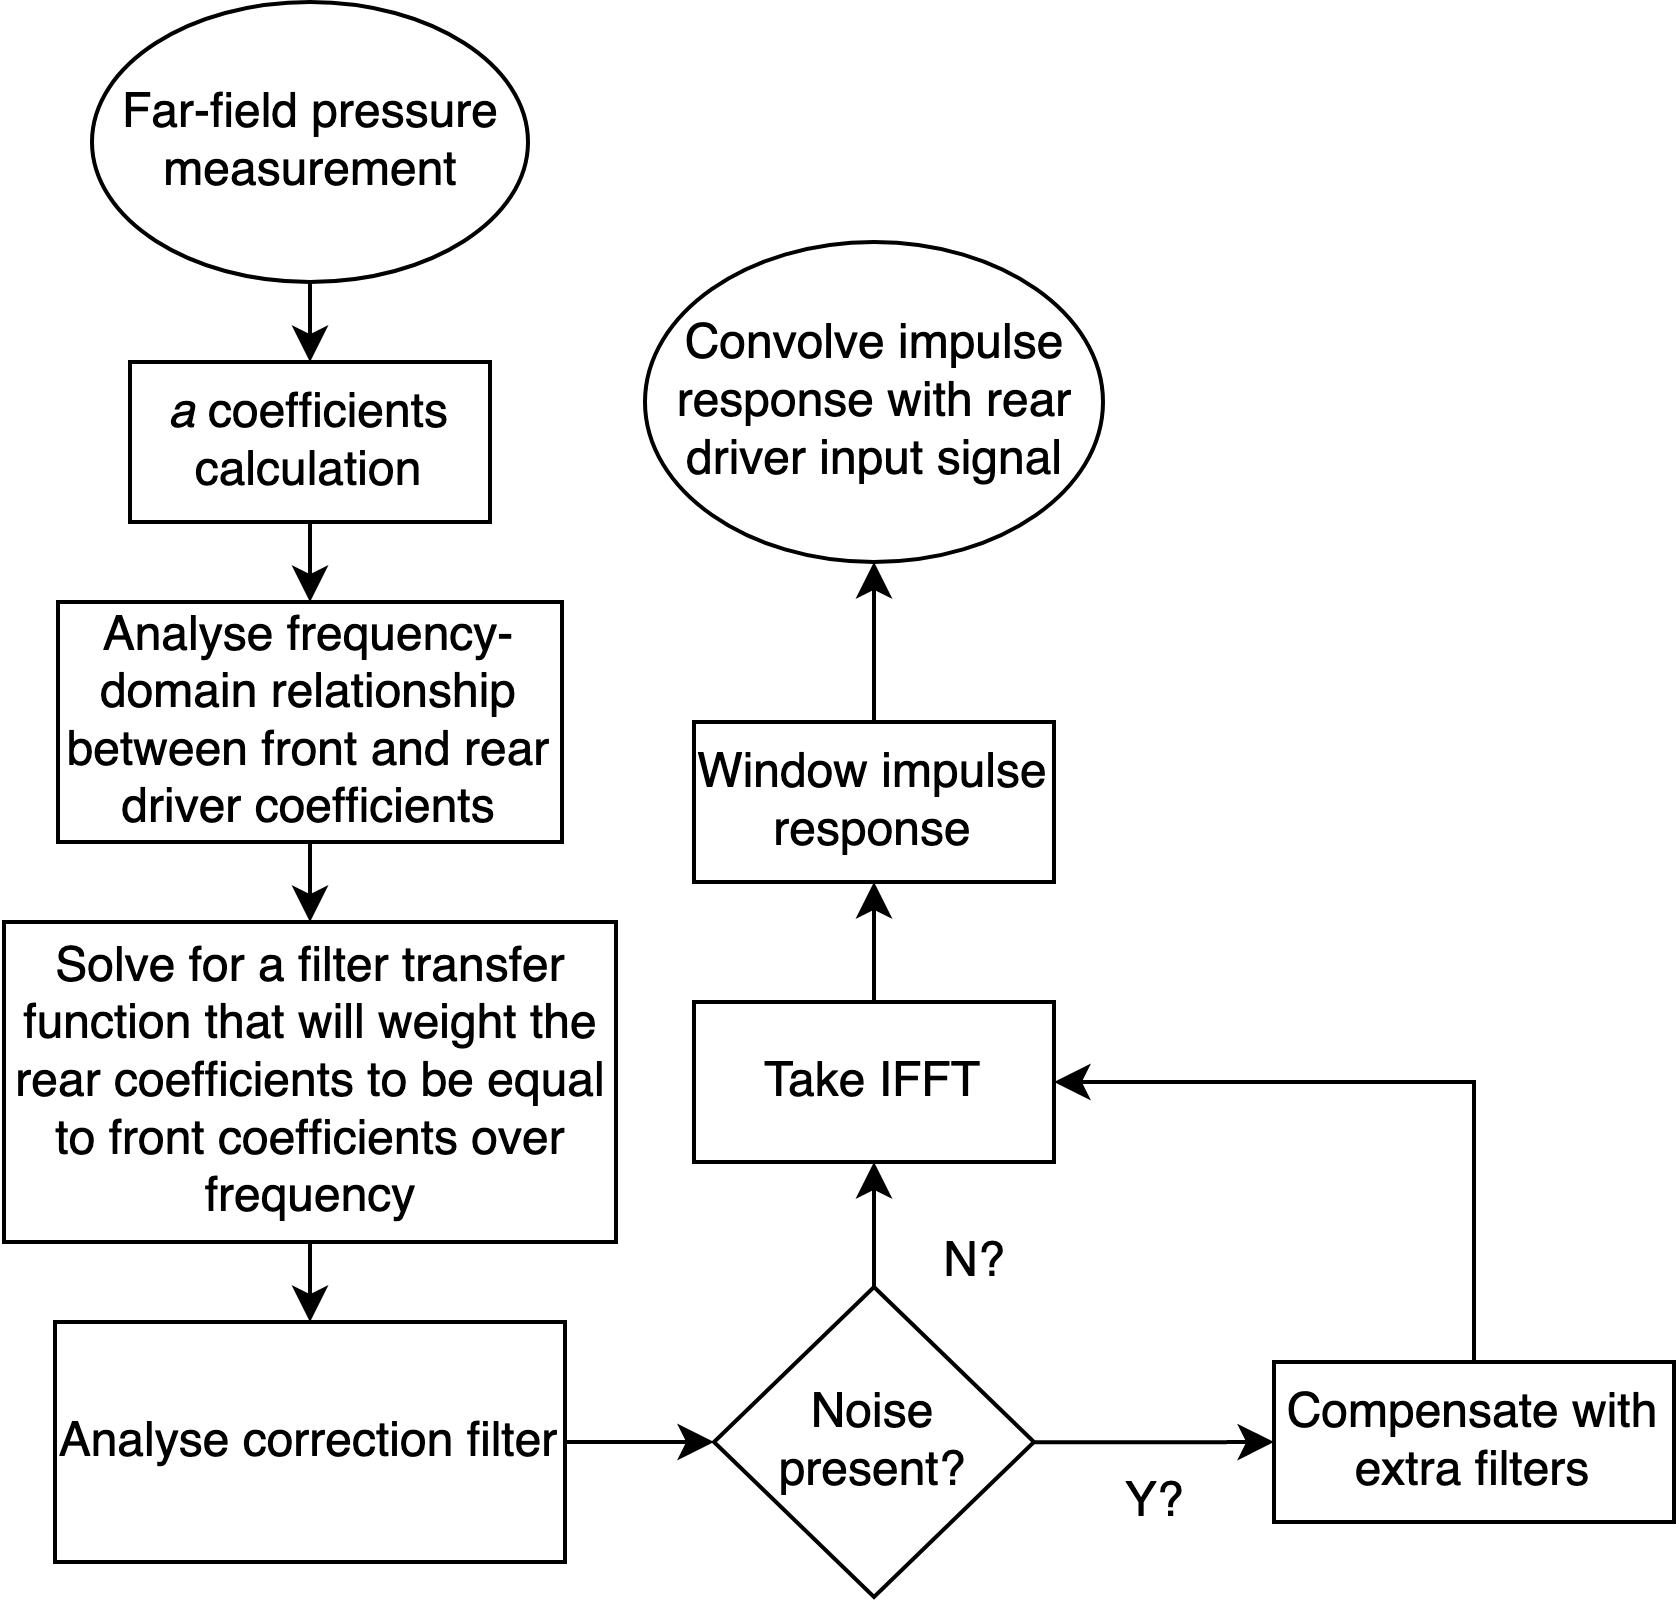 Far-field pressure
measurement
a coefficients
calculation
Analyse frequency-
domain relationship
between front and rear
driver coefficients
Solve for a filter transfer
function that will weight the
rear coefficients to be equal
to front coefficients over
frequency
Analyse correction filter
Noise
present?
Y?
Compensate with
extra filters
N?
Take IFFT
Window impulse
response
Convolve impulse
response with rear
driver input signal